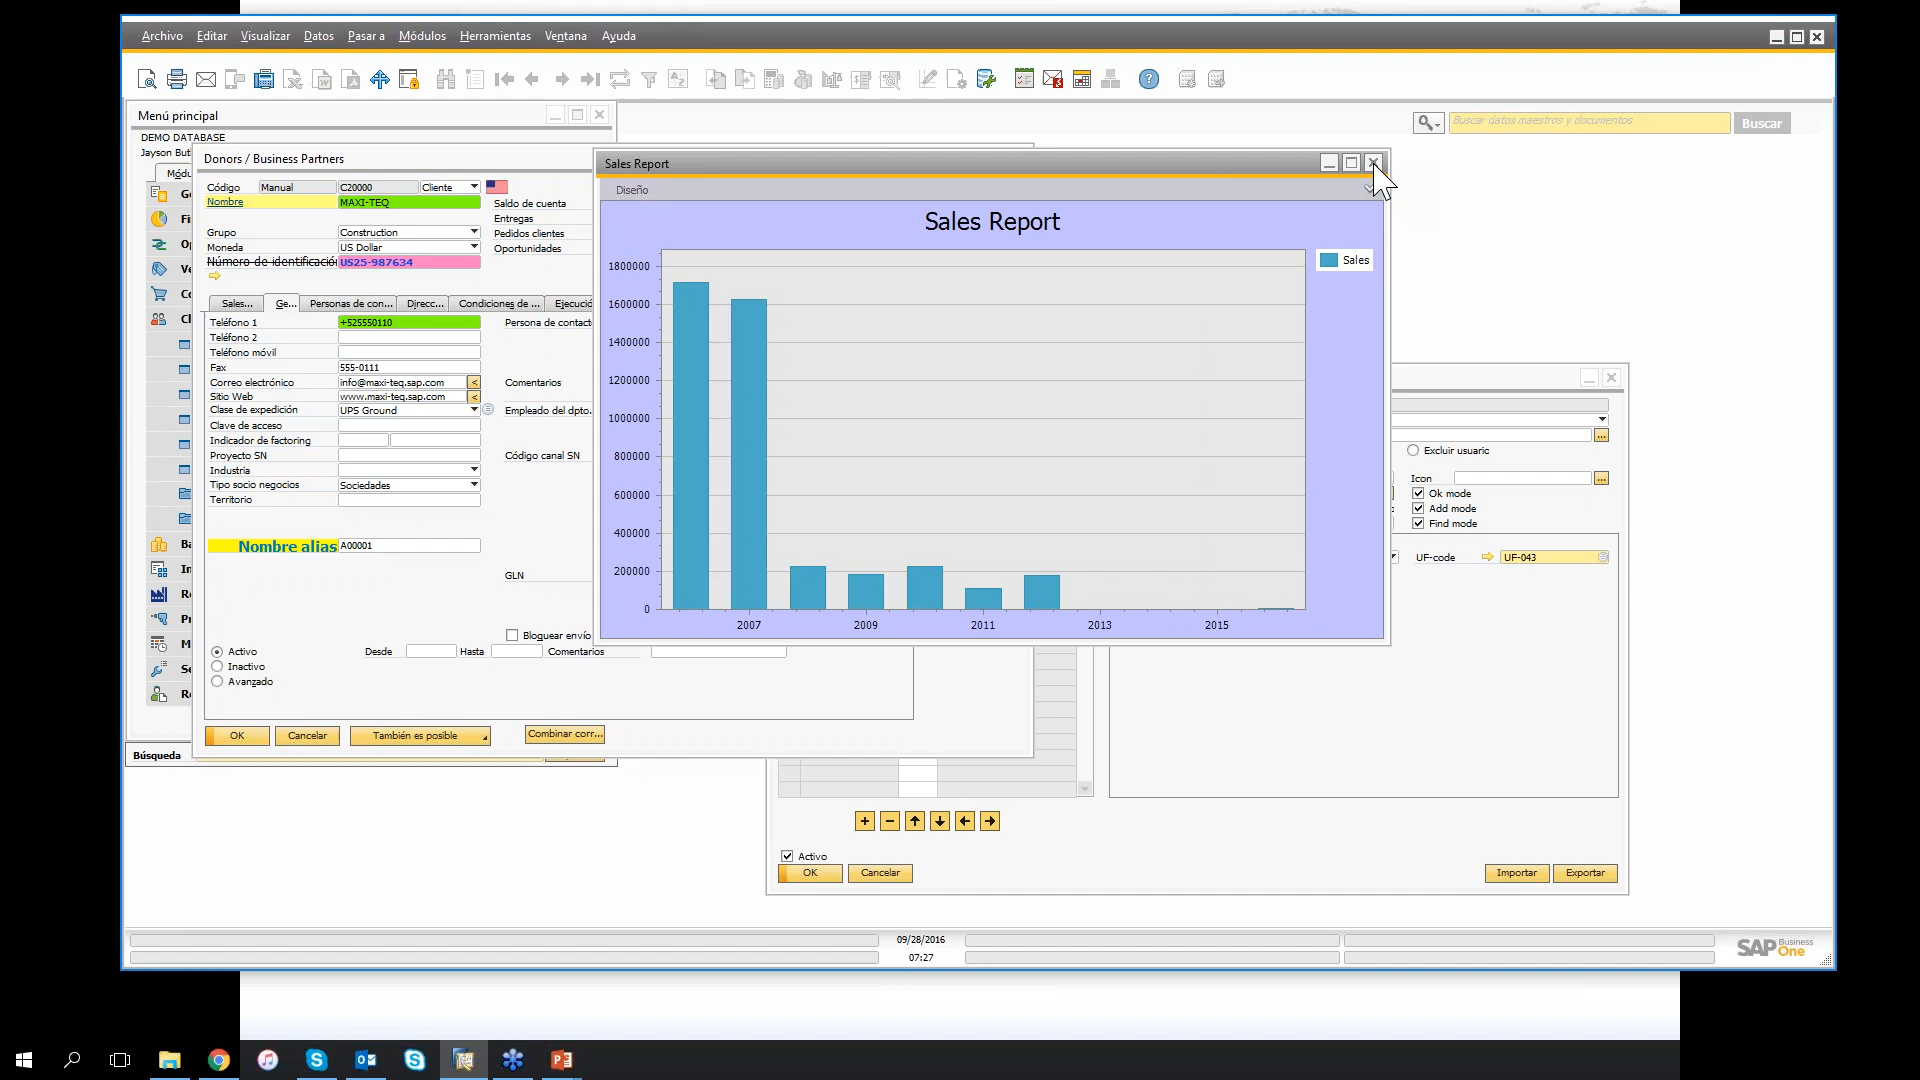 Archivo Editar Visualizar Datos Pasar a Módulos Herramientas Ventana Ayuda
Menú principal
DEMO DATABASE
Buscar datos maestros y documentos
Buscar
Donors / Business Partners
Código Manual C20000 Cliente
Nombre MAXI-TEQ
Grupo Construction
Moneda US Dollar
US25-987634
Saldo de cuenta
Entregas
Pedidos clientes
Oportunidades
Sales... Ge... Personas de con... Direcc... Condiciones de ...
Teléfono 1 +525550110
Teléfono 2
Teléfono móvil
Fax 555-0111
Correo electrónico info@maxi-teq.sap.com <
Sitio Web www.maxi-teq.sap.com <
Clase de expedición UPS Ground
Clave de acceso
Indicador de factoring
Proyecto SN
Industria
Tipo socio negocios Sociedades
Territorio
Persona de contacto
Comentarios
Empleado del dpto.
Código canal SN
Nombre alias A00001
GLN
Bloquear envío
Activo
Inactivo
Avanzado
Desde Hasta Comentarios
OK Cancelar También es posible Combinar corr...
Búsqueda
Sales Report
Diseño
Sales Report
Sales
1800000
1600000
1400000
1200000
1000000
800000
600000
400000
200000
0
2007 2009 2011 2013 2015
Excluir usuario
Icon
Ok mode
Add mode
Find mode
UF-code UF-043
Activo
OK Cancelar
Importar Exportar
09/28/2016
07:27
SAP Business One